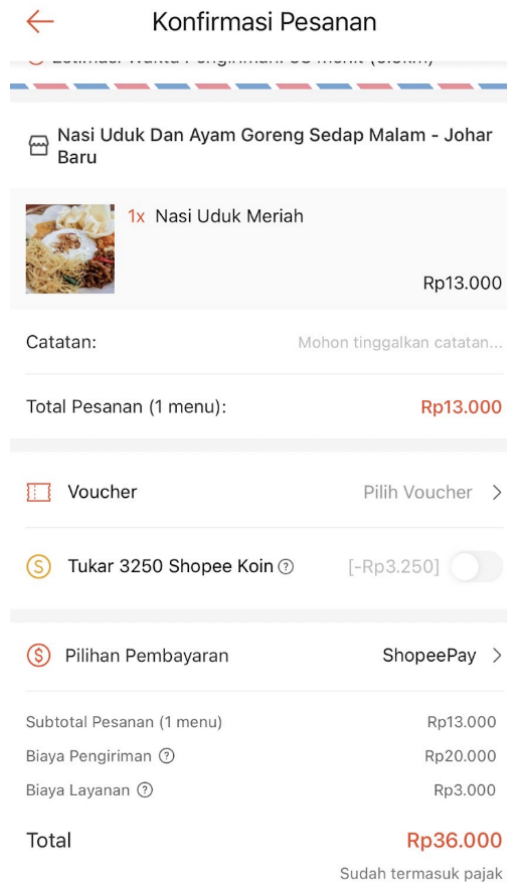 Konfirmasi Pesanan
Nasi Uduk Dan Ayam Goreng Sedap Malam - Johar
Baru
1x Nasi Uduk Meriah
Rp13.000
Catatan: Mohon tinggalkan catatan...
Total Pesanan (1 menu): Rp13.000
Voucher Pilih Voucher
Tukar 3250 Shopee Koin [-Rp3.250]
Pilihan Pembayaran ShopeePay
Subtotal Pesanan (1 menu) Rp13.000
Biaya Pengiriman Rp20.000
Biaya Layanan Rp3.000
Total Rp36.000
Sudah termasuk pajak